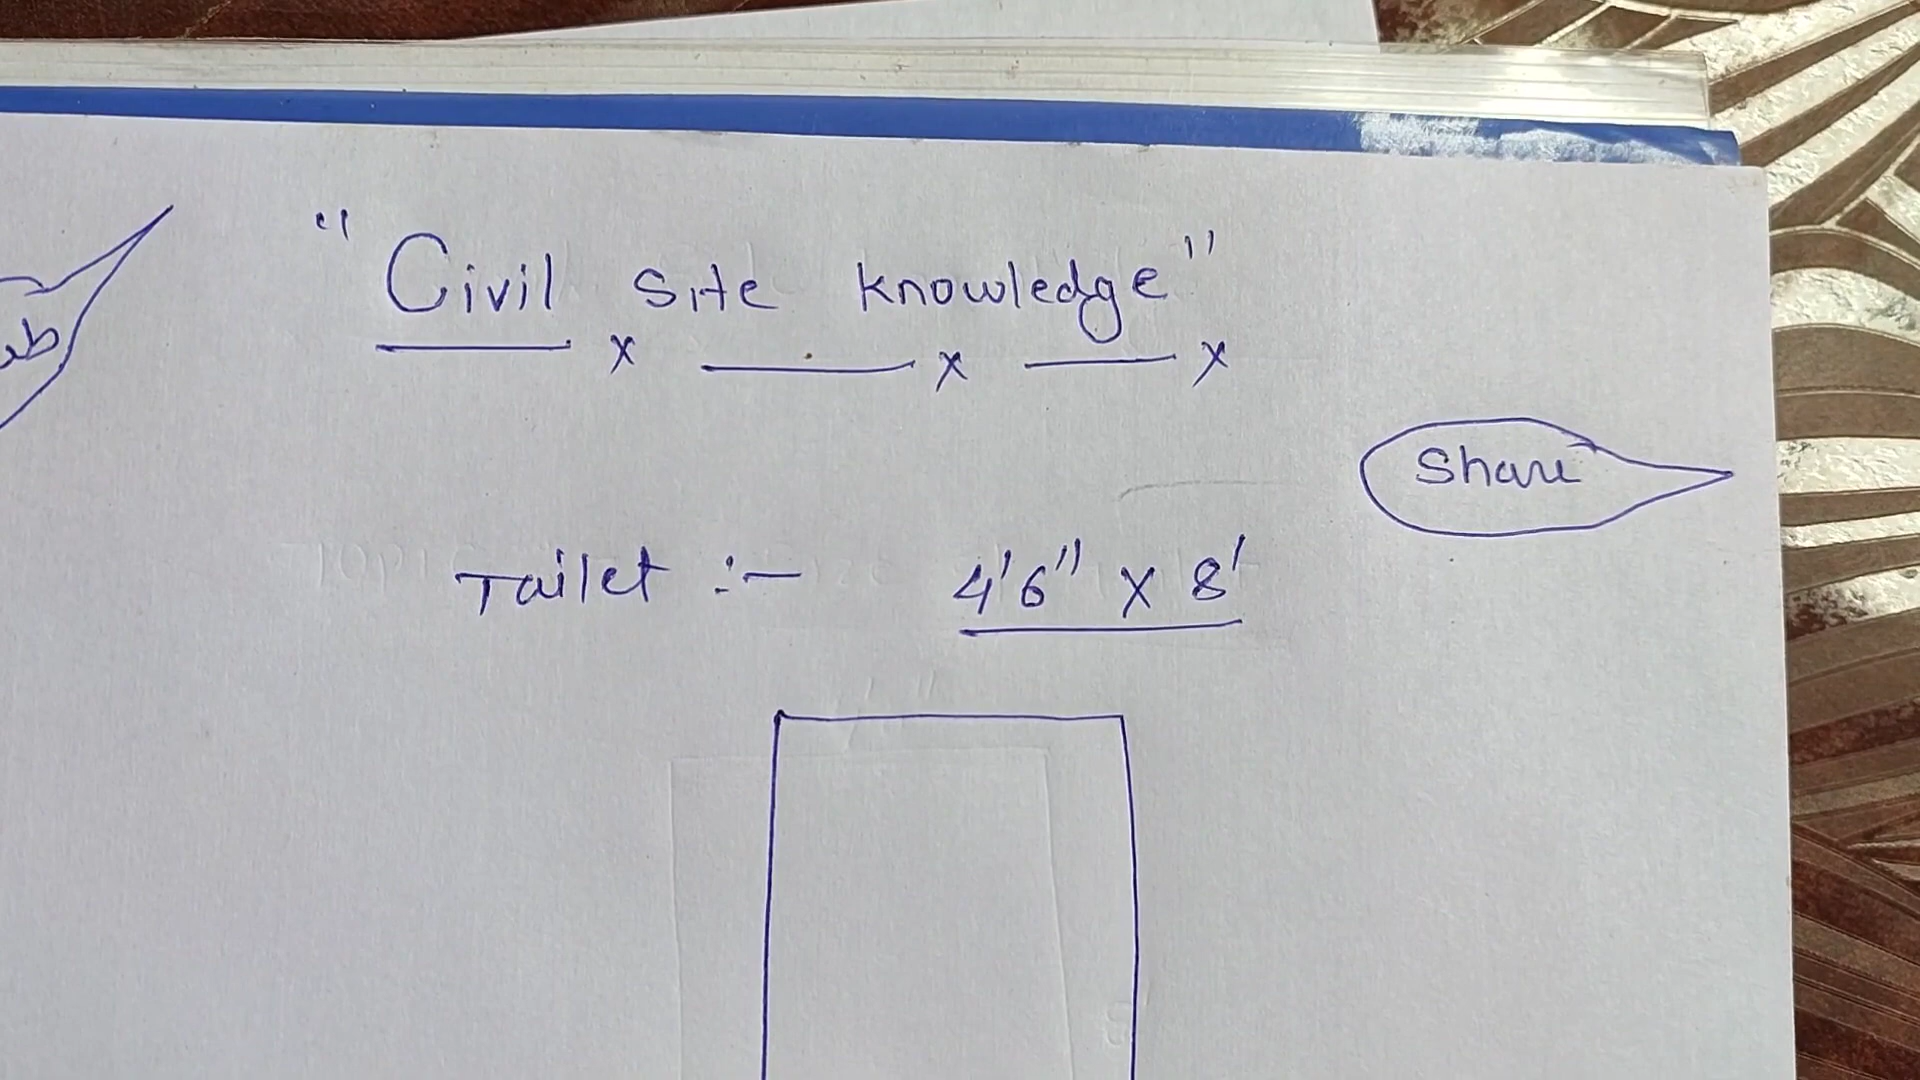 "Civil Site Knowledge"
Share
Tailet :- 4'6" X 8'